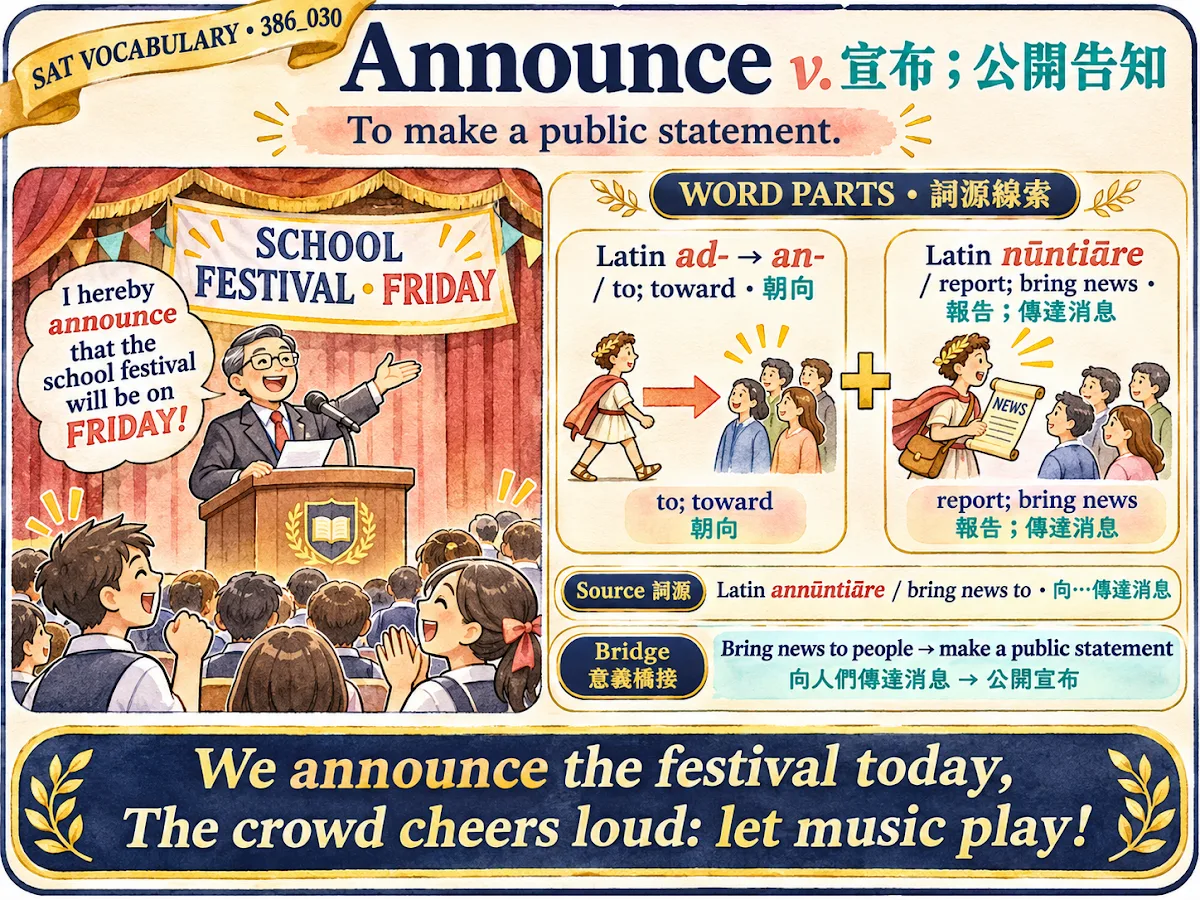 SAT VOCABULARY • 386_030
Announce v. 宣布；公開告知
To make a public statement.
SCHOOL
FESTIVAL • FRIDAY
I hereby
announce
that the
school festival
will be on
FRIDAY!
WORD PARTS • 詞源線索
Latin ad- → an-
/ to; toward • 朝向
to; toward
朝向
+
Latin nūntiāre
/ report; bring news •
報告；傳達消息
NEWS
report; bring news
報告；傳達消息
Source 詞源
Latin annūntiāre / bring news to • 向…傳達消息
Bridge
意義橋接
Bring news to people → make a public statement
向人們傳達消息 → 公開宣布
We announce the festival today,
The crowd cheers loud: let music play!